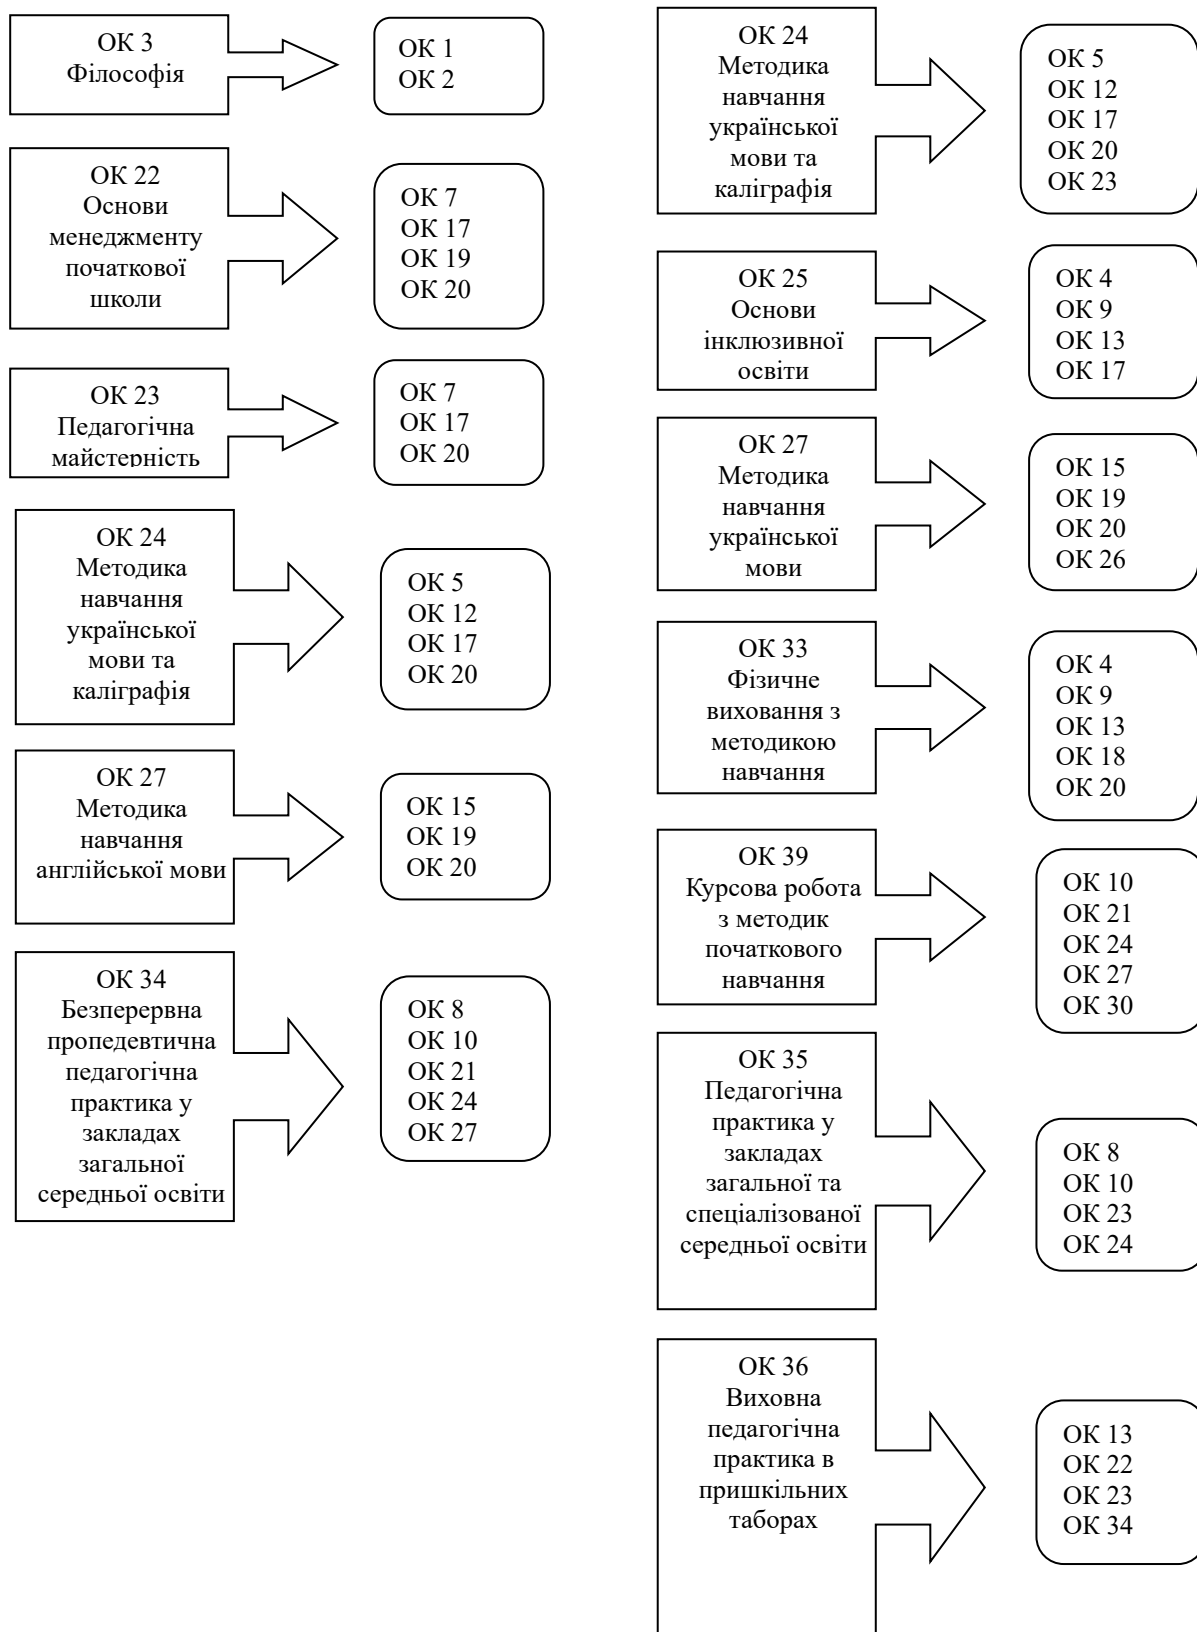 ОК 3
Філософія
ОК 1
ОК 2
ОК 22
Основи
менеджменту
початкової
школи
ОК 7
ОК 17
ОК 19
ОК 20
ОК 23
Педагогічна
майстерність
ОК 7
ОК 17
ОК 20
ОК 24
Методика
навчання
української
мови та
каліграфія
ОК 5
ОК 12
ОК 17
ОК 20
ОК 27
Методика
навчання
англійської мови
ОК 15
ОК 19
ОК 20
ОК 34
Безперервна
пропедевтична
педагогічна
практика у
закладах
загальної
середньої освіти
ОК 8
ОК 10
ОК 21
ОК 24
ОК 27
ОК 24
Методика
навчання
української
мови та
каліграфія
ОК 5
ОК 12
ОК 17
ОК 20
ОК 23
ОК 25
Основи
інклюзивної
освіти
ОК 4
ОК 9
ОК 13
ОК 17
ОК 27
Методика
навчання
української
мови
ОК 15
ОК 19
ОК 20
ОК 26
ОК 33
Фізичне
виховання з
методикою
навчання
ОК 4
ОК 9
ОК 13
ОК 18
ОК 20
ОК 39
Курсова робота
з методик
початкового
навчання
ОК 10
ОК 21
ОК 24
ОК 27
ОК 30
ОК 35
Педагогічна
практика у
закладах
загальної та
спеціалізованої
середньої освіти
ОК 8
ОК 10
ОК 23
ОК 24
ОК 36
Виховна
педагогічна
практика в
пришкільних
таборах
ОК 13
ОК 22
ОК 23
ОК 34